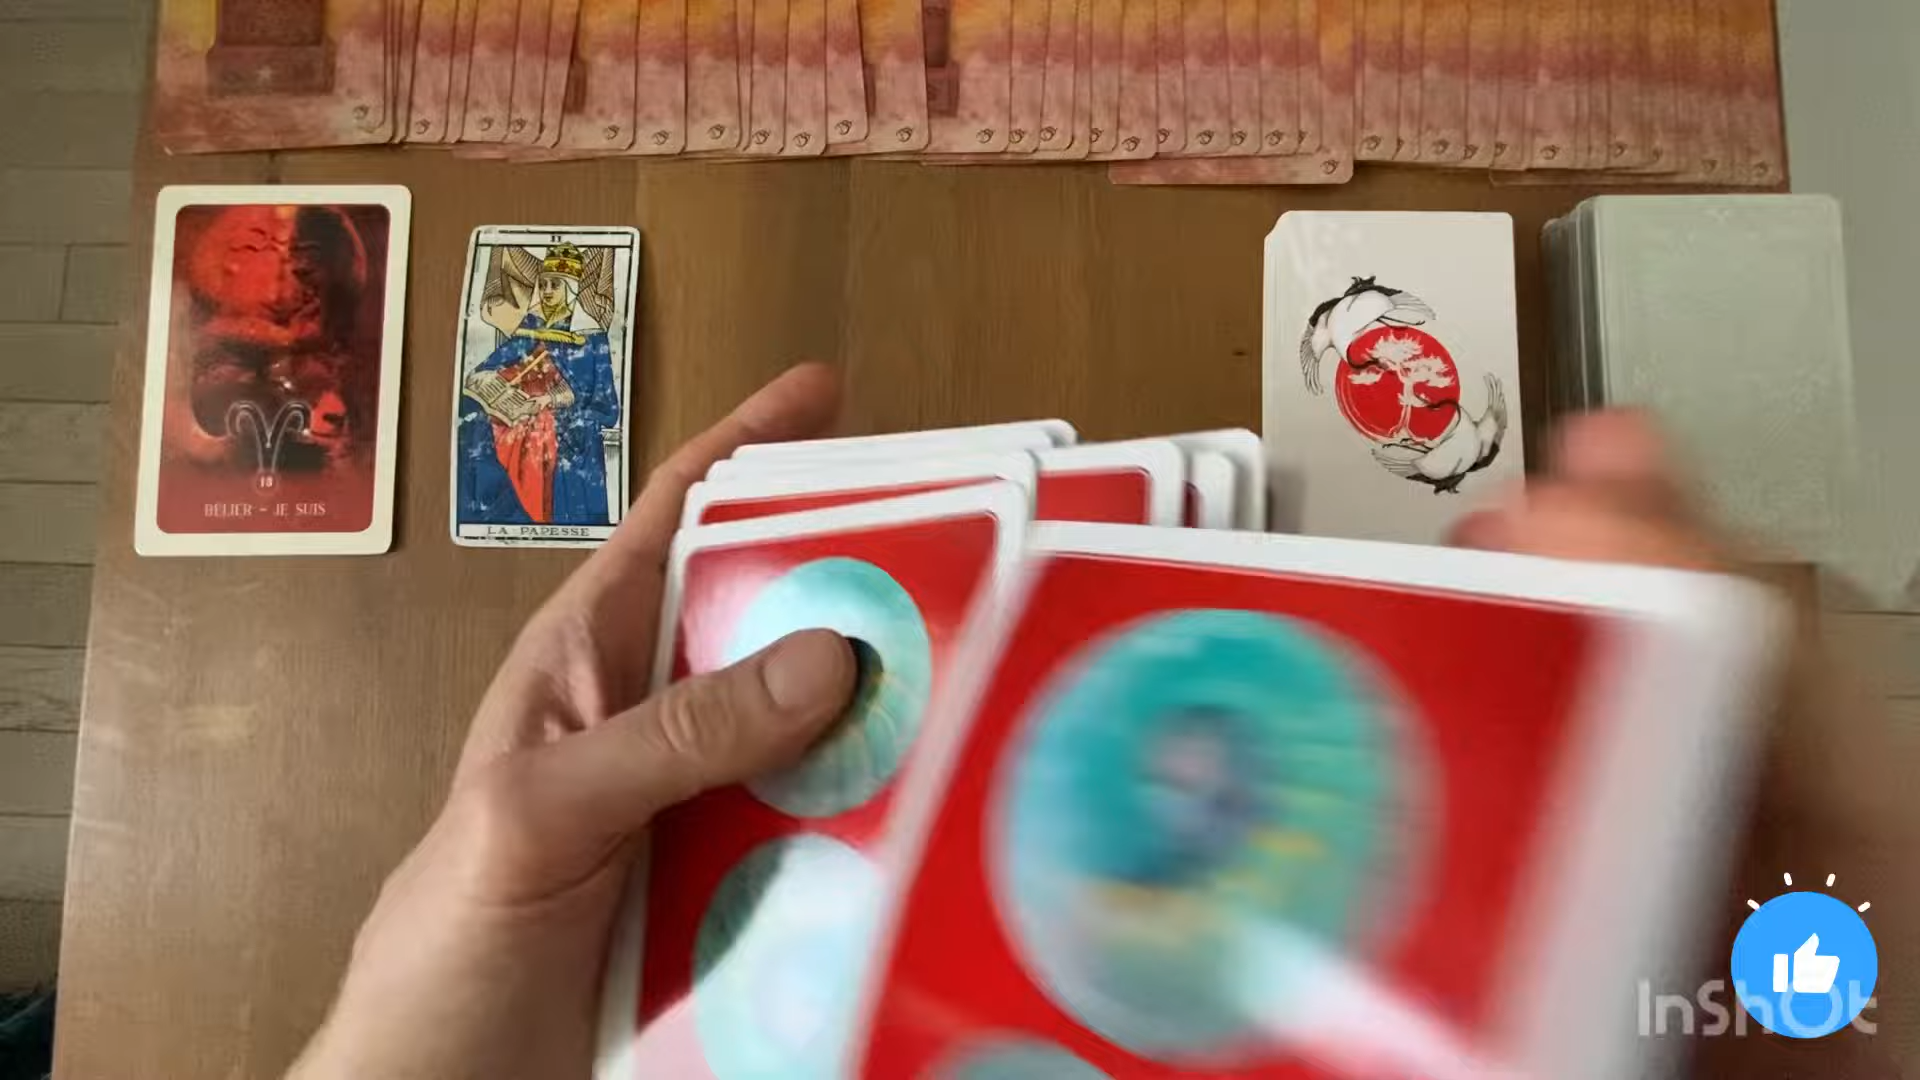 II
LA PAPESSE
18
BÉLIER - JE SUIS
InShOt